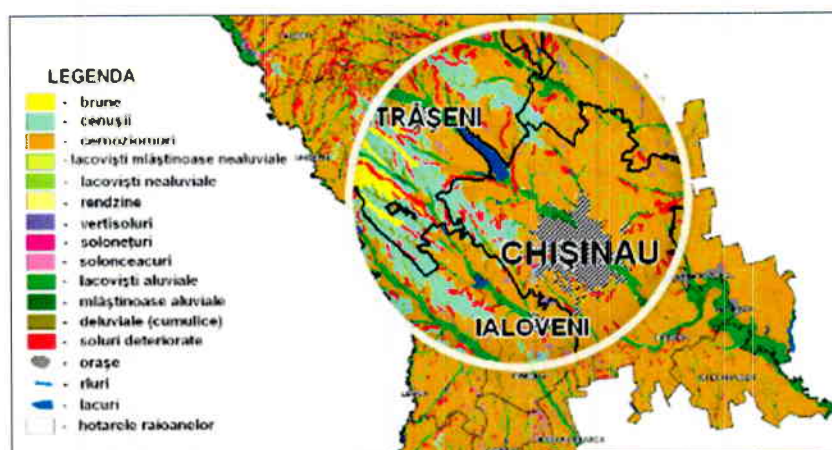 LEGENDA
- brune
- cenușii
- cernoziomuri
- lacoviști mlăștinoase nealuviale
- lacoviști nealuviale
- rendzine
- vertisoluri
- solonețuri
- solonceacuri
- lacoviști aluviale
- mlăștinoase aluviale
- deluviale (cumulice)
- soluri deteriorate
- orașe
- rîuri
- lacuri
- hotarele raioanelor
TRĂȘENI
CHIȘINAU
IALOVENI